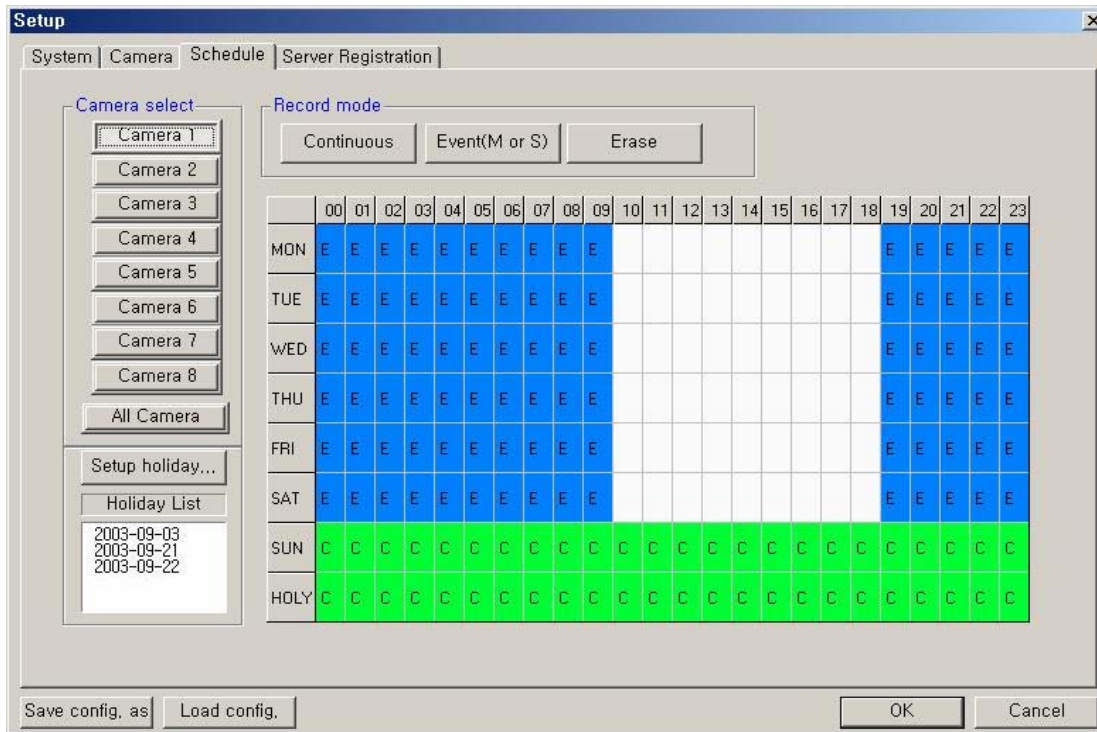 Setup
System Camera Schedule Server Registration
Camera select
Camera 1
Camera 2
Camera 3
Camera 4
Camera 5
Camera 6
Camera 7
Camera 8
All Camera
Setup holiday...
Holiday List
2003-09-03
2003-09-21
2003-09-22
Record mode
Continuous Event(M or S) Erase
00 01 02 03 04 05 06 07 08 09 10 11 12 13 14 15 16 17 18 19 20 21 22 23
MON E E E E E E E E E E E E E E E
TUE E E E E E E E E E E E E E E E
WED E E E E E E E E E E E E E E E
THU E E E E E E E E E E E E E E E
FRI E E E E E E E E E E E E E E E
SAT E E E E E E E E E E E E E E E
SUN C C C C C C C C C C C C C C C C C C C C C C C C
HOLY C C C C C C C C C C C C C C C C C C C C C C C C
Save config, as Load config, OK Cancel